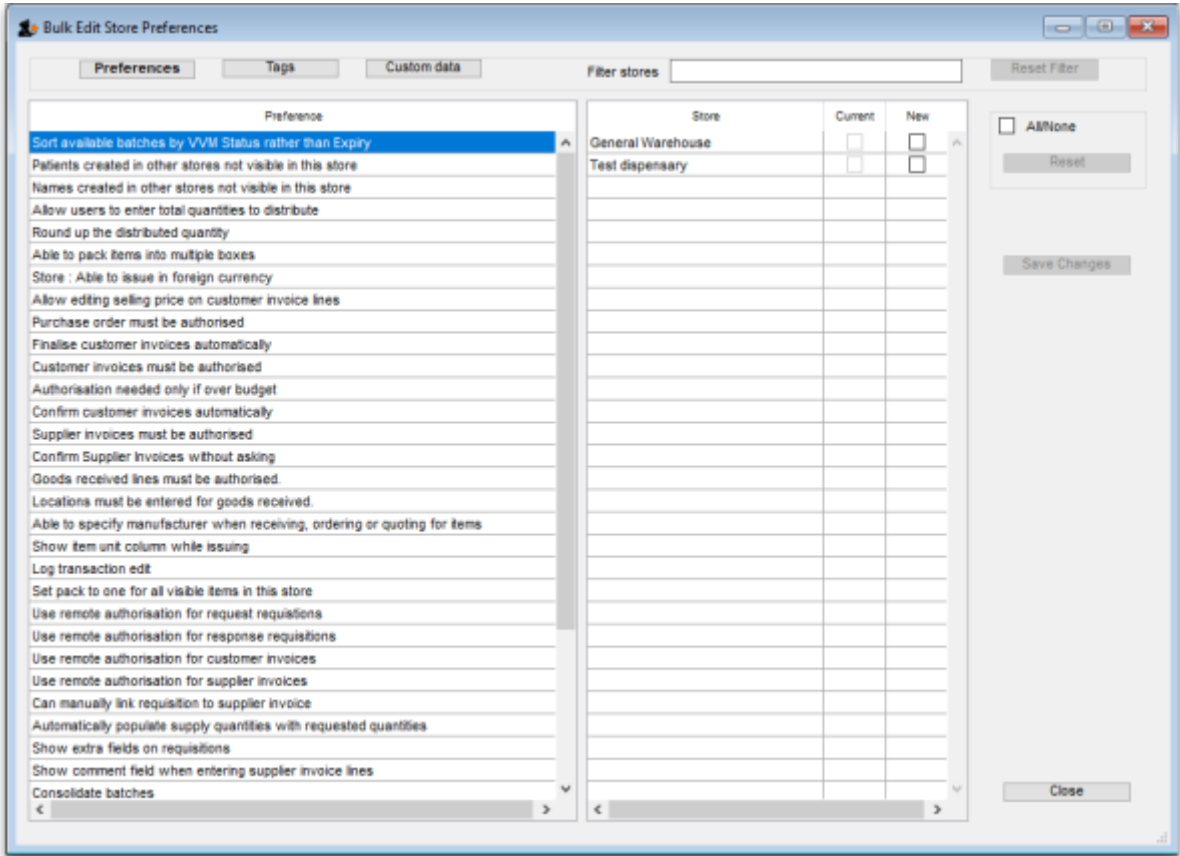 Bulk Edit Store Preferences
Preferences Tags Custom data Filter stores Reset Filter
Preference Store Current New
All/None
Sort available batches by VVM Status rather than Expiry General Warehouse
Patients created in other stores not visible in this store Test dispensary Reset
Names created in other stores not visible in this store
Allow users to enter total quantities to distribute
Round up the distributed quantity
Able to pack items into multiple boxes
Save Changes
Store : Able to issue in foreign currency
Allow editing selling price on customer invoice lines
Purchase order must be authorised
Finalise customer invoices automatically
Customer invoices must be authorised
Authorisation needed only if over budget
Confirm customer invoices automatically
Supplier invoices must be authorised
Confirm Supplier Invoices without asking
Goods received lines must be authorised.
Locations must be entered for goods received.
Able to specify manufacturer when receiving, ordering or quoting for items
Show item unit column while issuing
Log transaction edit
Set pack to one for all visible items in this store
Use remote authorisation for request requistions
Use remote authorisation for response requisitions
Use remote authorisation for customer invoices
Use remote authorisation for supplier invoices
Can manually link requisition to supplier invoice
Automatically populate supply quantities with requested quantities
Show extra fields on requisitions
Show comment field when entering supplier invoice lines
Consolidate batches Close